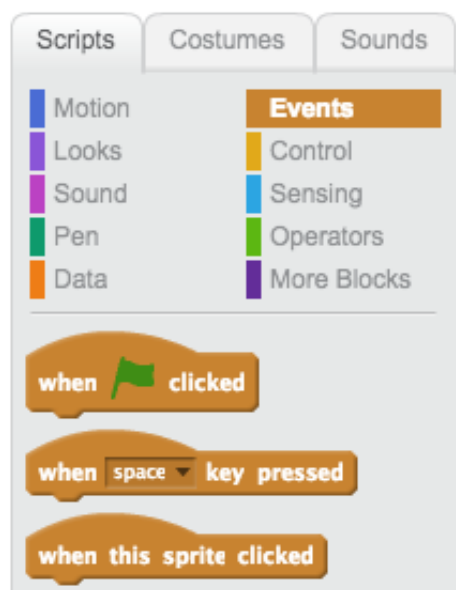 Scripts Costumes Sounds
Motion Events
Looks Control
Sound Sensing
Pen Operators
Data More Blocks
when clicked
when space key pressed
when this sprite clicked